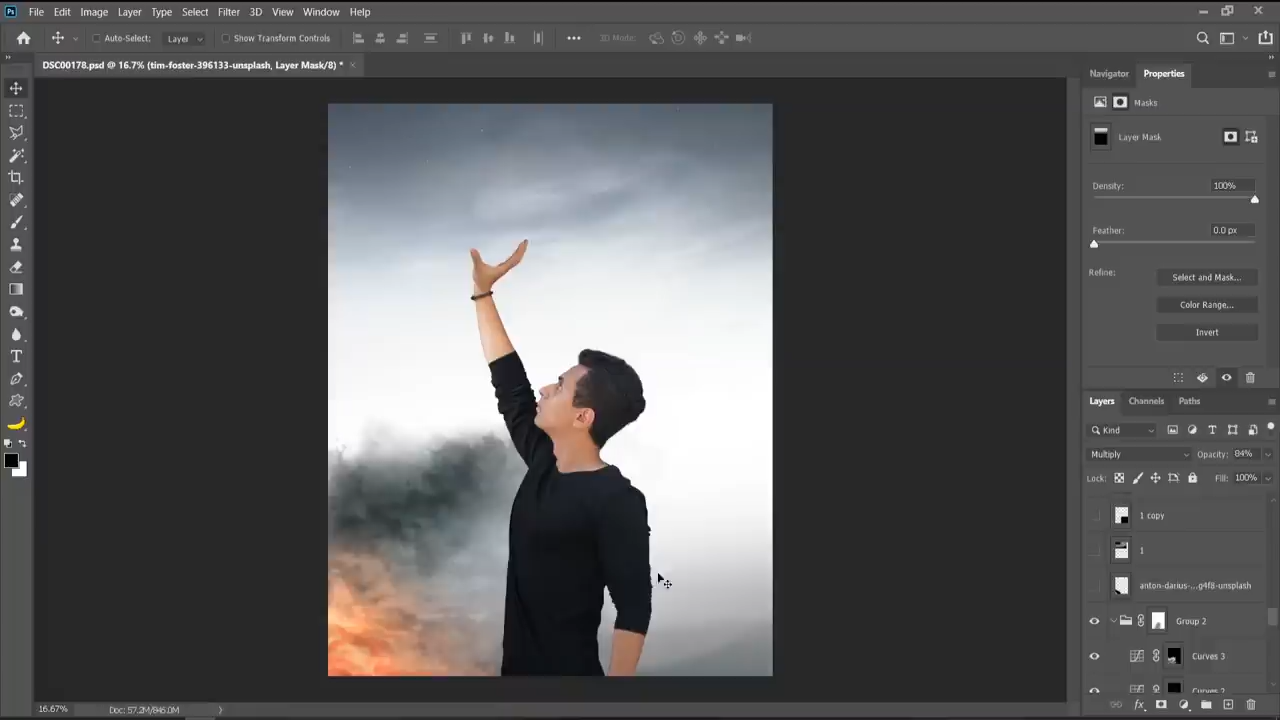 Ps File Edit Image Layer Type Select Filter 3D View Window Help
Auto-Select: Layer Show Transform Controls 3D Mode:
DSC00178.psd @ 16.7% (tim-foster-396133-unsplash, Layer Mask/8) *
Navigator Properties
Masks
Layer Mask
Density: 100%
Feather: 0.0 px
Refine: Select and Mask...
Color Range...
Invert
Layers Channels Paths
Kind
Multiply Opacity: 84%
Lock: Fill: 100%
1 copy
1
anton-darius-...g4f8-unsplash
Group 2
Curves 3
Curves 2
16.67% Doc: 57.2M/846.0M